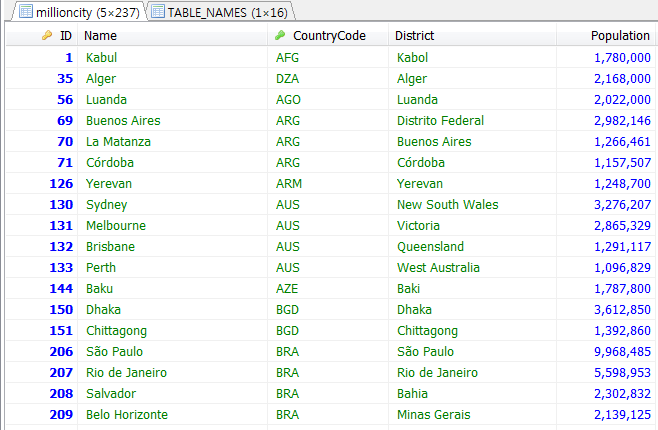 millioncity (5×237) TABLE_NAMES (1×16)
ID Name CountryCode District Population
1 Kabul AFG Kabol 1,780,000
35 Alger DZA Alger 2,168,000
56 Luanda AGO Luanda 2,022,000
69 Buenos Aires ARG Distrito Federal 2,982,146
70 La Matanza ARG Buenos Aires 1,266,461
71 Córdoba ARG Córdoba 1,157,507
126 Yerevan ARM Yerevan 1,248,700
130 Sydney AUS New South Wales 3,276,207
131 Melbourne AUS Victoria 2,865,329
132 Brisbane AUS Queensland 1,291,117
133 Perth AUS West Australia 1,096,829
144 Baku AZE Baki 1,787,800
150 Dhaka BGD Dhaka 3,612,850
151 Chittagong BGD Chittagong 1,392,860
206 São Paulo BRA São Paulo 9,968,485
207 Rio de Janeiro BRA Rio de Janeiro 5,598,953
208 Salvador BRA Bahia 2,302,832
209 Belo Horizonte BRA Minas Gerais 2,139,125